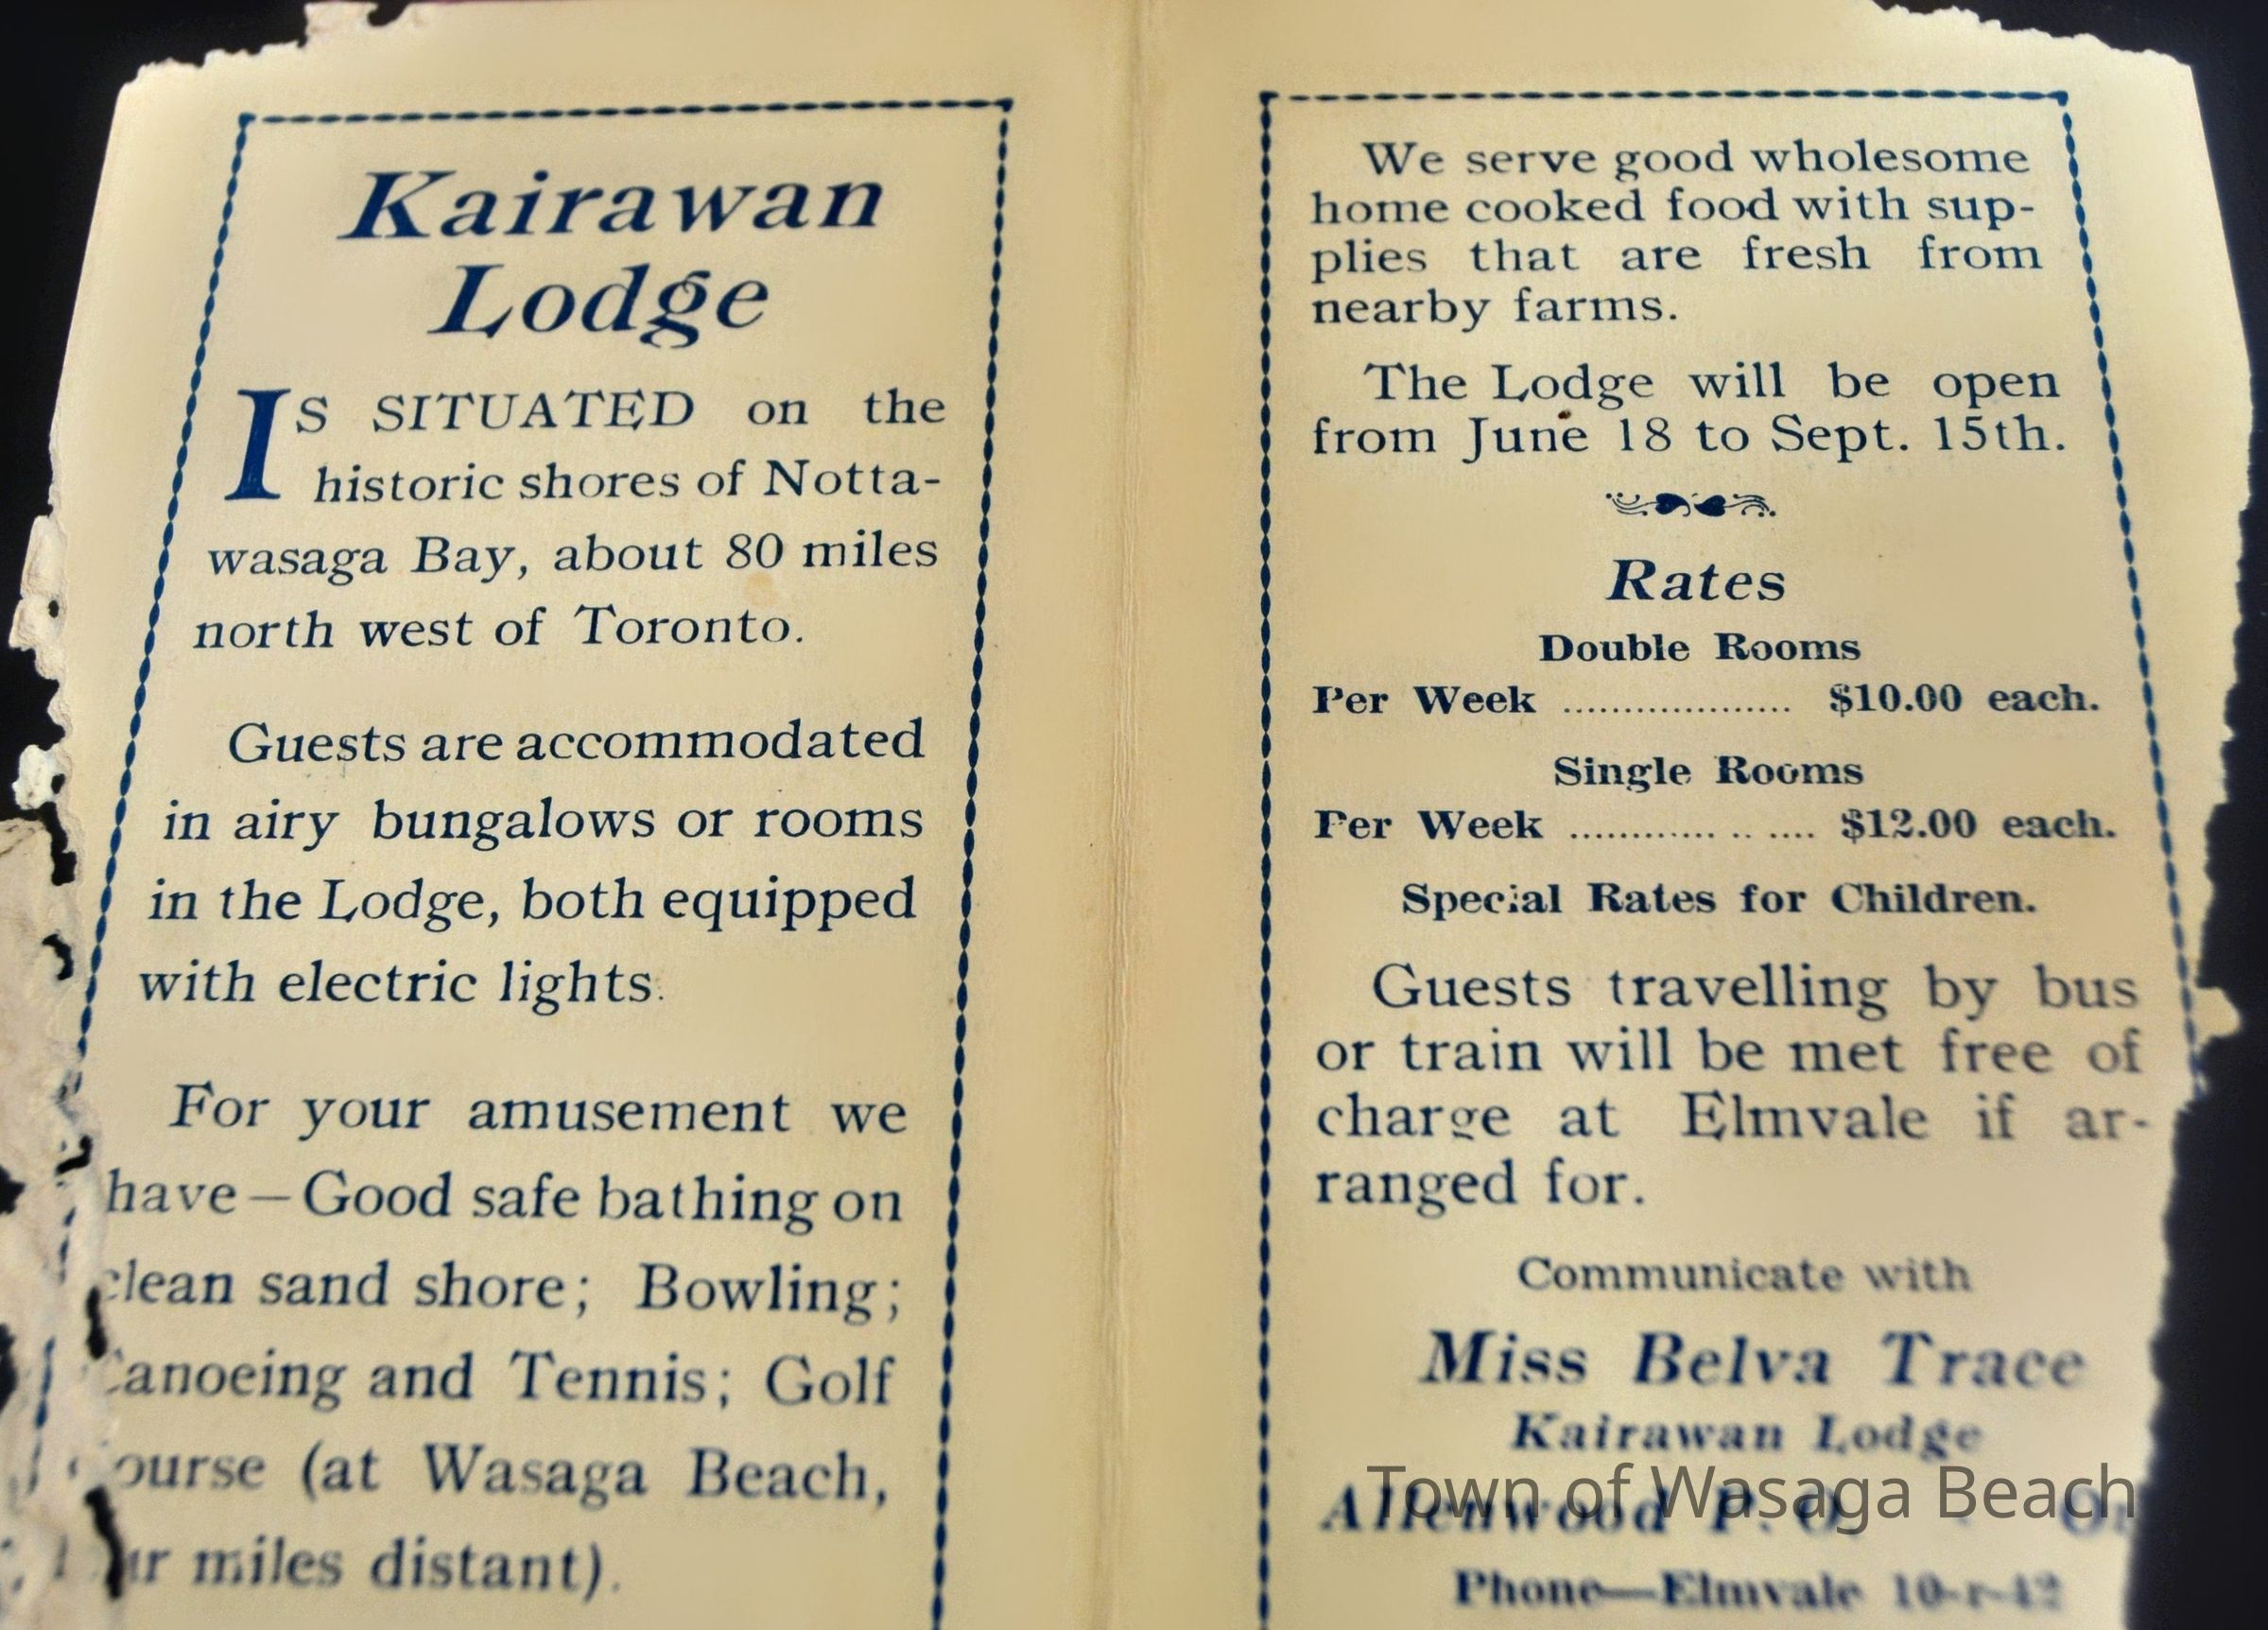 Kairawan
Lodge
IS SITUATED on the
historic shores of Notta-
wasaga Bay, about 80 miles
north west of Toronto.
Guests are accommodated
in airy bungalows or rooms
in the Lodge, both equipped
with electric lights.
For your amusement we
have — Good safe bathing on
clean sand shore; Bowling;
Canoeing and Tennis; Golf
ourse (at Wasaga Beach,
miles distant).
We serve good wholesome
home cooked food with sup-
plies that are fresh from
nearby farms.
The Lodge will be open
from June 18 to Sept. 15th.
Rates
Double Rooms
Per Week ................... $10.00 each.
Single Rooms
Per Week ............ .. .... $12.00 each.
Special Rates for Children.
Guests travelling by bus
or train will be met free of
charge at Elmvale if ar-
ranged for.
Communicate with
Miss Belva Trace
Kairawan Lodge
Allenwood P. O.
Town of Wasaga Beach
Phone—Elmvale 10-r-42